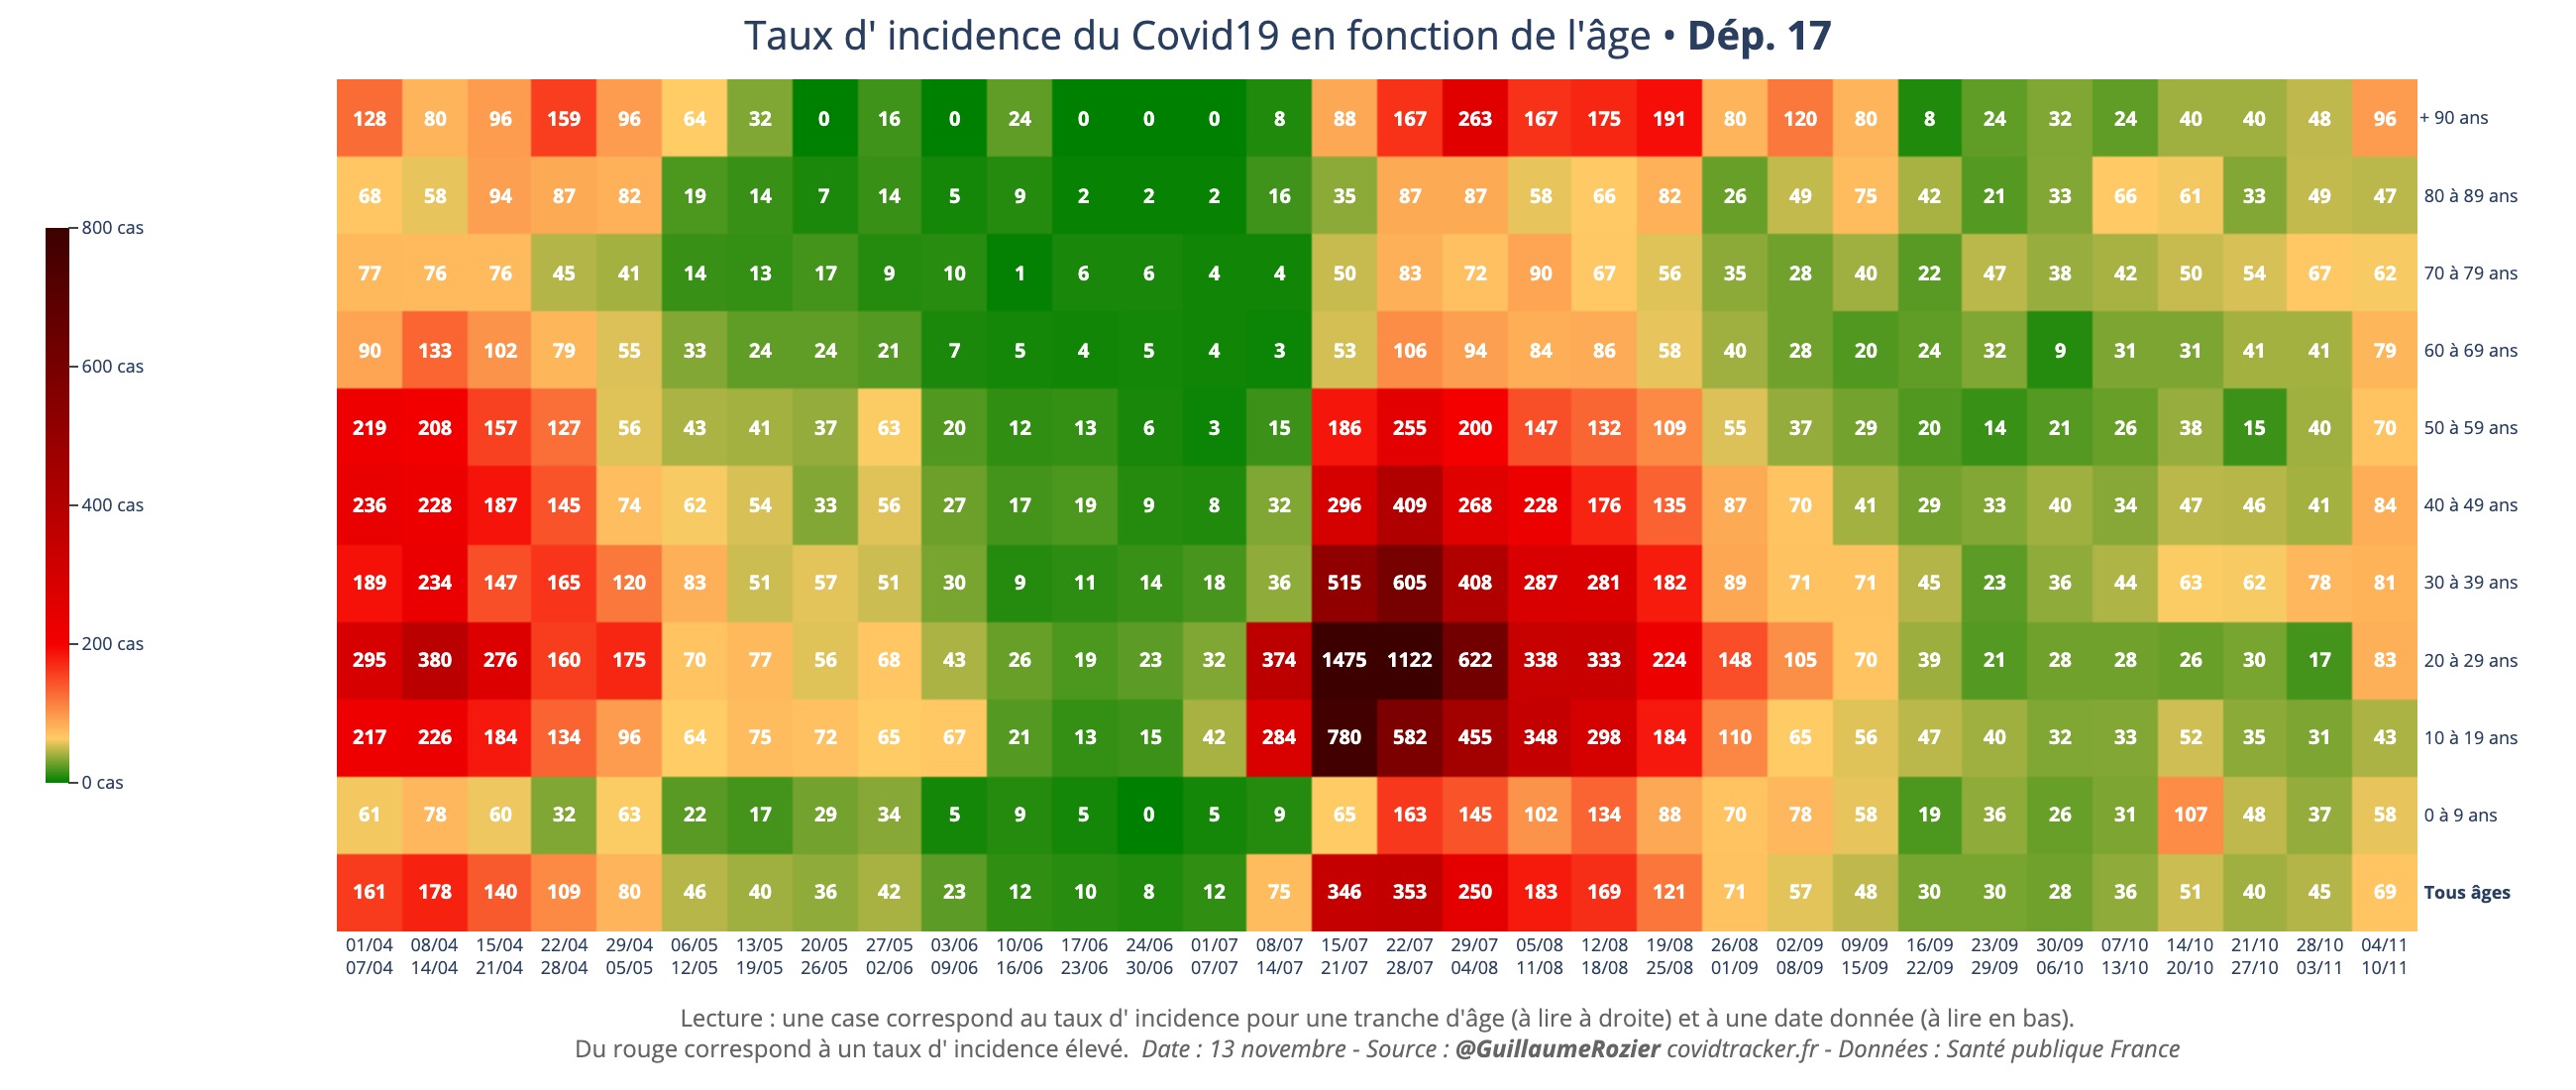 Taux d' incidence du Covid19 en fonction de l'âge • Dép. 17
128 80 96 159 96 64 32 0 16 0 24 0 0 0 8 88 167 263 167 175 191 80 120 80 8 24 32 24 40 40 48 96 + 90 ans
68 58 94 87 82 19 14 7 14 5 9 2 2 2 16 35 87 87 58 66 82 26 49 75 42 21 33 66 61 33 49 47 80 à 89 ans
800 cas
77 76 76 45 41 14 13 17 9 10 1 6 6 4 4 50 83 72 90 67 56 35 28 40 22 47 38 42 50 54 67 62 70 à 79 ans
90 133 102 79 55 33 24 24 21 7 5 4 5 4 3 53 106 94 84 86 58 40 28 20 24 32 9 31 31 41 41 79 60 à 69 ans
600 cas
219 208 157 127 56 43 41 37 63 20 12 13 6 3 15 186 255 200 147 132 109 55 37 29 20 14 21 26 38 15 40 70 50 à 59 ans
400 cas
236 228 187 145 74 62 54 33 56 27 17 19 9 8 32 296 409 268 228 176 135 87 70 41 29 33 40 34 47 46 41 84 40 à 49 ans
189 234 147 165 120 83 51 57 51 30 9 11 14 18 36 515 605 408 287 281 182 89 71 71 45 23 36 44 63 62 78 81 30 à 39 ans
200 cas
295 380 276 160 175 70 77 56 68 43 26 19 23 32 374 1475 1122 622 338 333 224 148 105 70 39 21 28 28 26 30 17 83 20 à 29 ans
217 226 184 134 96 64 75 72 65 67 21 13 15 42 284 780 582 455 348 298 184 110 65 56 47 40 32 33 52 35 31 43 10 à 19 ans
0 cas
61 78 60 32 63 22 17 29 34 5 9 5 0 5 9 65 163 145 102 134 88 70 78 58 19 36 26 31 107 48 37 58 0 à 9 ans
161 178 140 109 80 46 40 36 42 23 12 10 8 12 75 346 353 250 183 169 121 71 57 48 30 30 28 36 51 40 45 69 Tous âges
01/04 08/04 15/04 22/04 29/04 06/05 13/05 20/05 27/05 03/06 10/06 17/06 24/06 01/07 08/07 15/07 22/07 29/07 05/08 12/08 19/08 26/08 02/09 09/09 16/09 23/09 30/09 07/10 14/10 21/10 28/10 04/11
07/04 14/04 21/04 28/04 05/05 12/05 19/05 26/05 02/06 09/06 16/06 23/06 30/06 07/07 14/07 21/07 28/07 04/08 11/08 18/08 25/08 01/09 08/09 15/09 22/09 29/09 06/10 13/10 20/10 27/10 03/11 10/11
Lecture : une case correspond au taux d' incidence pour une tranche d'âge (à lire à droite) et à une date donnée (à lire en bas).
Du rouge correspond à un taux d' incidence élevé. Date : 13 novembre - Source : @GuillaumeRozier covidtracker.fr - Données : Santé publique France